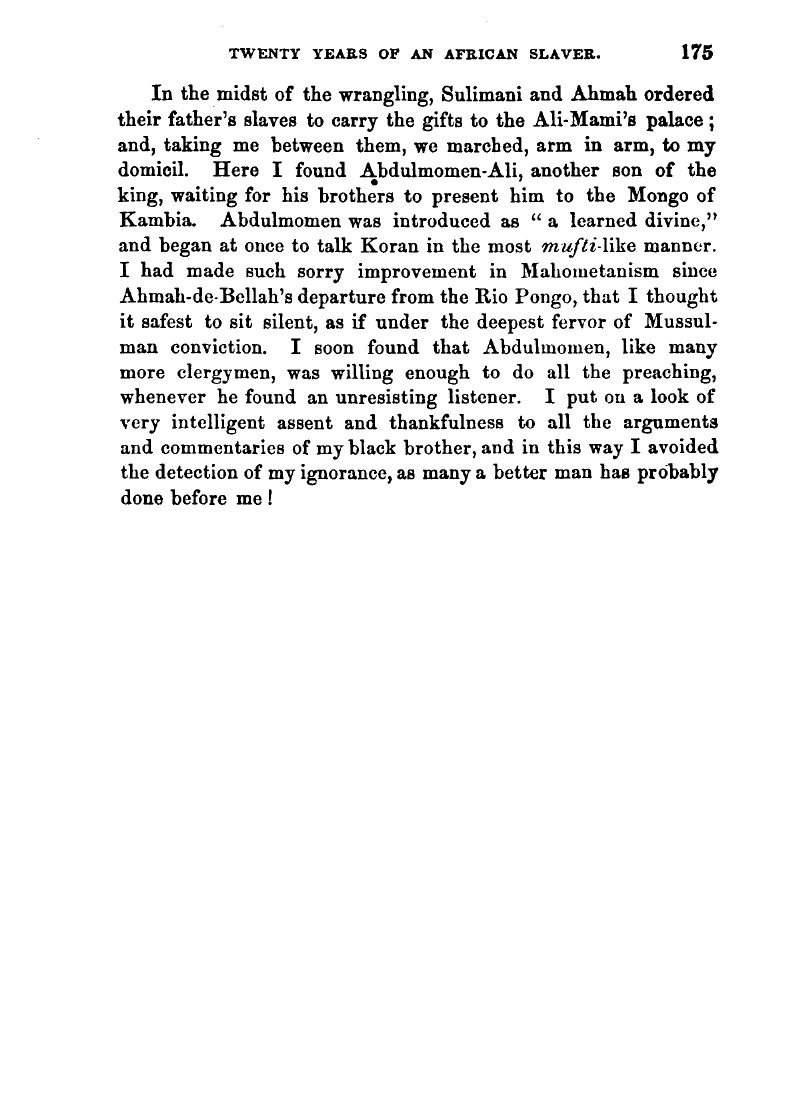 TWENTY YEARS OF AN AFRICAN SLAVER. 175
In the midst of the wrangling, Sulimani and Ahmah ordered
their father's slaves to carry the gifts to the Ali-Mami's palace ;
and, taking me between them, we marched, arm in arm, to my
domicil. Here I found Abdulmomen-Ali, another son of the
king, waiting for his brothers to present him to the Mongo of
Kambia. Abdulmomen was introduced as “ a learned divine,”
and began at once to talk Koran in the most mufti-like manner.
I had made such sorry improvement in Mahometanism since
Ahmah-de-Bellah's departure from the Rio Pongo, that I thought
it safest to sit silent, as if under the deepest fervor of Mussul-
man conviction. I soon found that Abdulmomen, like many
more clergymen, was willing enough to do all the preaching,
whenever he found an unresisting listener. I put on a look of
very intelligent assent and thankfulness to all the arguments
and commentaries of my black brother, and in this way I avoided
the detection of my ignorance, as many a better man has probably
done before me !